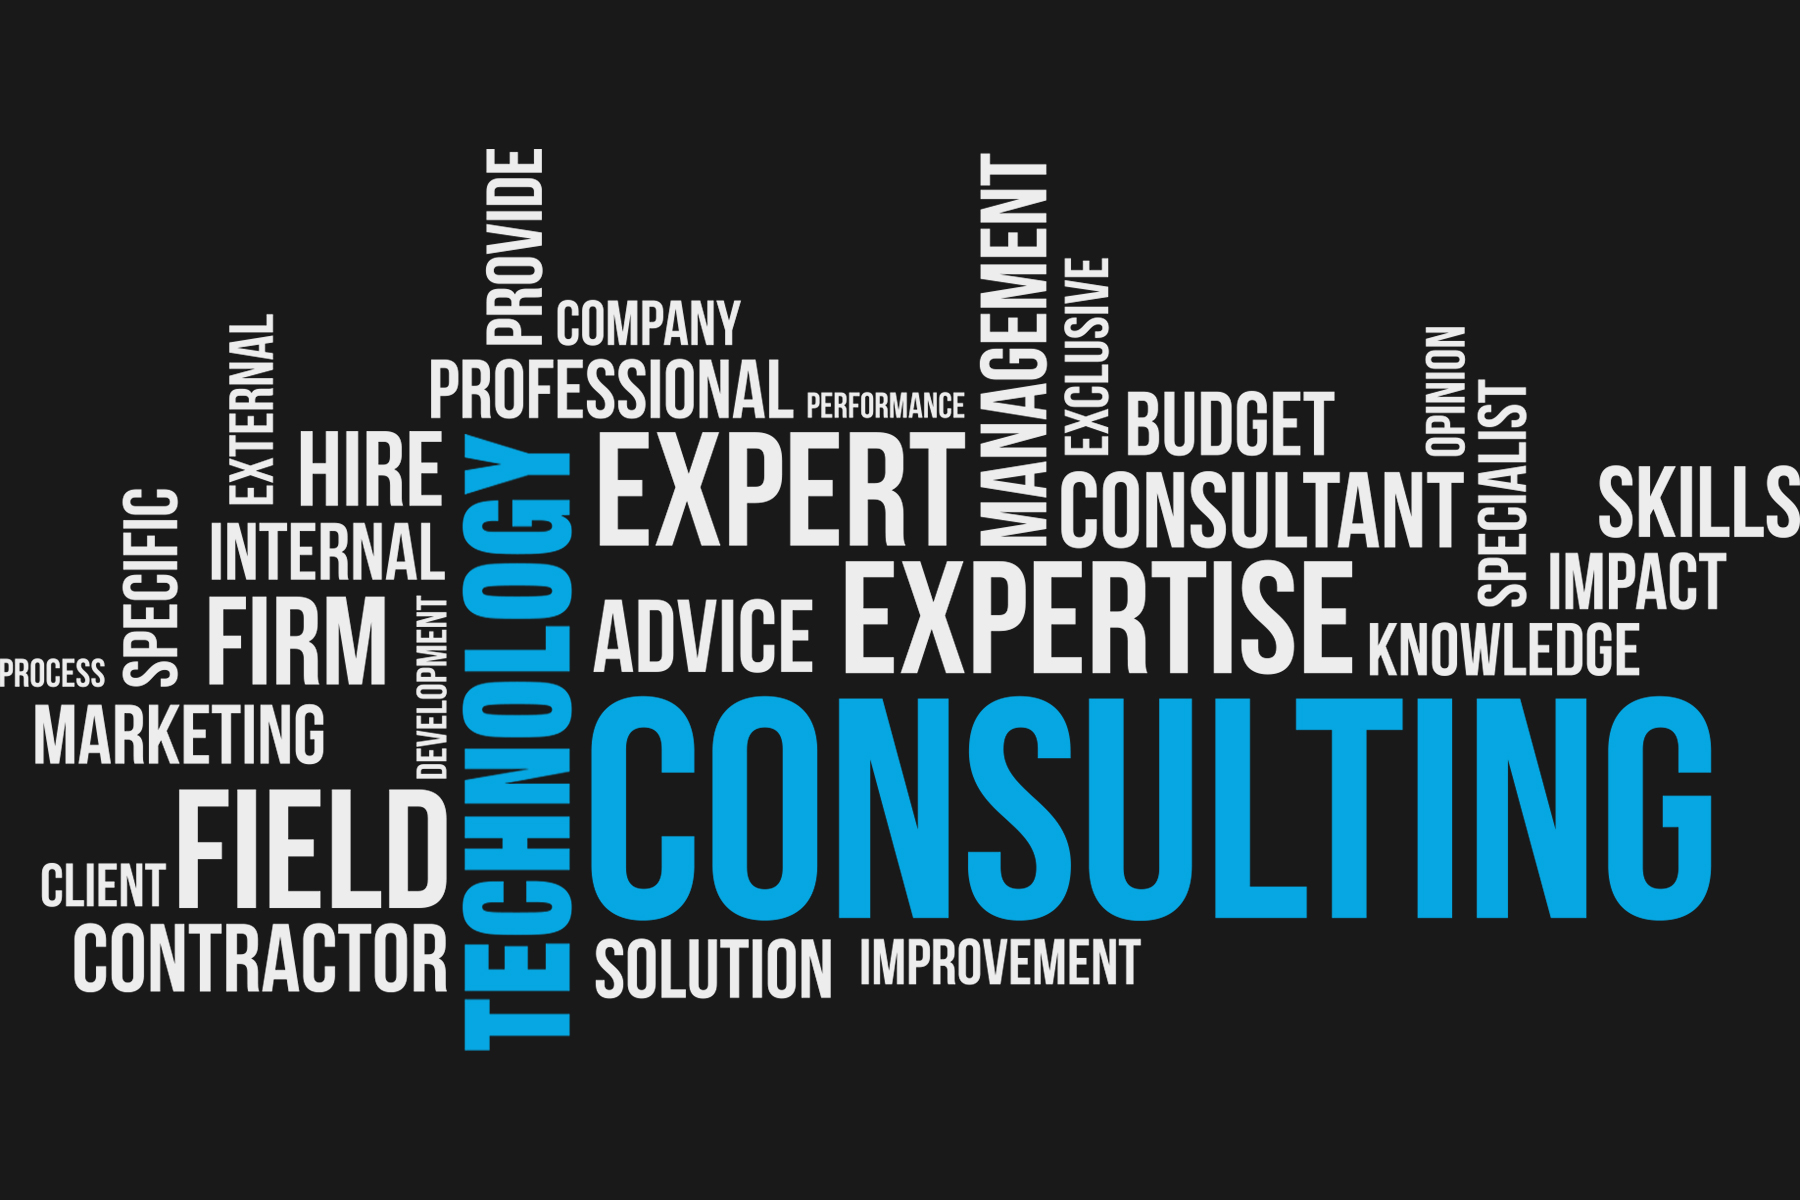 PROVIDE
MANAGEMENT
EXCLUSIVE
COMPANY
EXTERNAL
OPINION
PROFESSIONAL
PERFORMANCE
BUDGET
SPECIALIST
HIRE
TECHNOLOGY
EXPERT
CONSULTANT
SKILLS
SPECIFIC
INTERNAL
IMPACT
EXPERTISE
FIRM
DEVELOPMENT
ADVICE
KNOWLEDGE
PROCESS
MARKETING
CONSULTING
FIELD
CLIENT
CONTRACTOR
SOLUTION
IMPROVEMENT